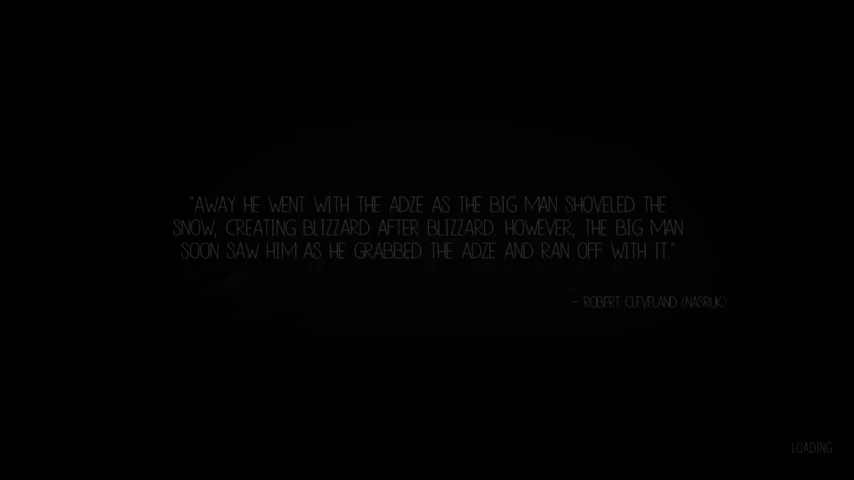 "AWAY HE WENT WITH THE ADZE AS THE BIG MAN SHOVELED THE
SNOW, CREATING BLIZZARD AFTER BLIZZARD. HOWEVER, THE BIG MAN
SOON SAW HIM AS HE GRABBED THE ADZE AND RAN OFF WITH IT."
- ROBERT CLEVELAND (NASRUK)
LOADING